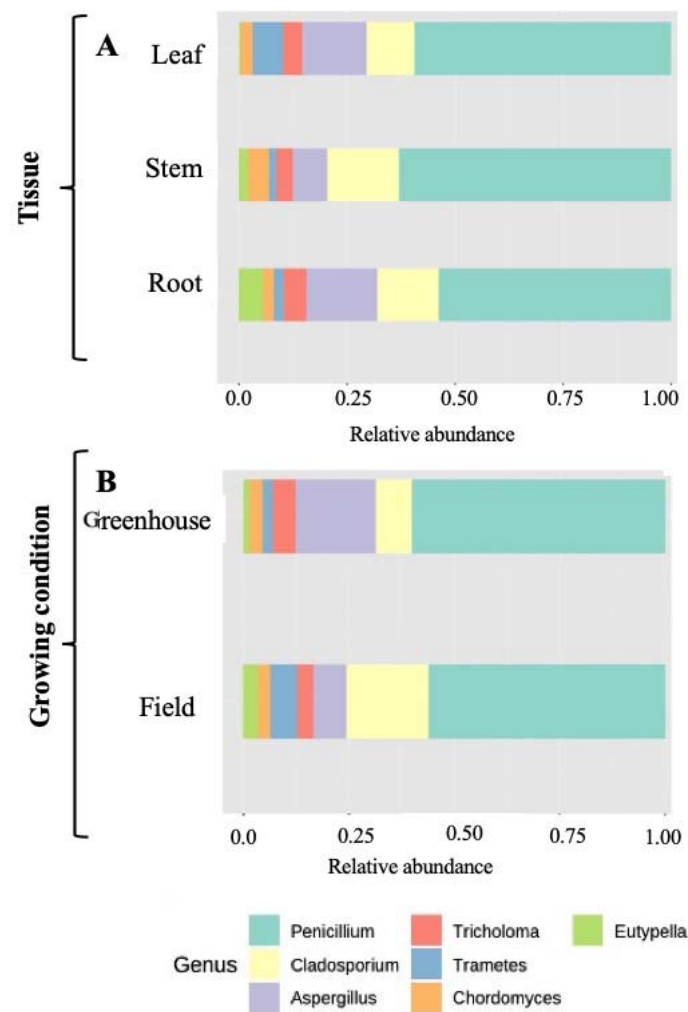 A
Leaf
Stem
Root
Tissue
0.0 0.25 0.50 0.75 1.00
Relative abundance
B
Greenhouse
Field
Growing condition
0.0 0.25 0.50 0.75 1.00
Relative abundance
Genus
Penicillium Tricholoma Eutypella
Cladosporium Trametes
Aspergillus Chordomyces